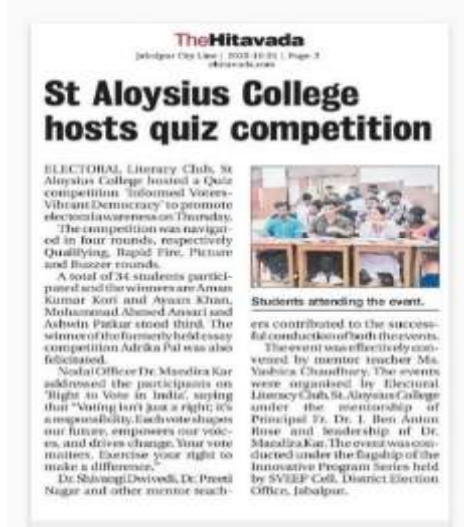 TheHitavada
Jabalpur City Line | 2023-10-21 | Page- 3
ehitavada.com
St Aloysius College
hosts quiz competition
ELECTORAL Literacy Club, St
Aloysius College hosted a Quiz
competition 'Informed Voters-
Vibrant Democracy' to promote
electoral awareness on Thursday.
The competition was navigat-
ed in four rounds, respectively
Qualifying, Rapid Fire, Picture
and Buzzer rounds.
A total of 34 students partici-
pated and the winners are Aman
Kumar Kori and Ayaan Khan,
Mohammad Ahmed Ansari and
Ashwin Patkar stood third. The
winner of the formerly held essay
competition Adrika Pal was also
felicitated.
Nodal Officer Dr. Mandira Kar
addressed the participants on
'Right to Vote in India', saying
that "Voting isn't just a right; it's
a responsibility. Each vote shapes
our future, empowers our voic-
es, and drives change. Your vote
matters. Exercise your right to
make a difference."
Dr. Shivangi Dwivedi, Dr. Preeti
Nagar and other mentor teach-
Students attending the event.
ers contributed to the success-
ful conduction of both the events.
The event was effectively con-
vened by mentor teacher Ms.
Yashica Chaudhary. The events
were organised by Electoral
Literacy Club, St. Aloysius College
under the mentorship of
Principal Fr. Dr. J. Ben Anton
Rose and leadership of Dr.
Mandira Kar. The event was con-
ducted under the flagship of the
Innovative Program Series held
by SVEEP Cell, District Election
Office, Jabalpur.